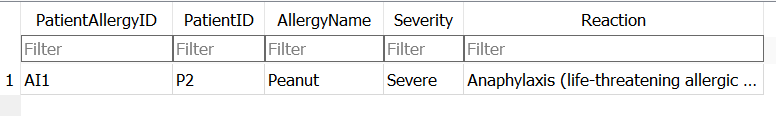 PatientAllergyID PatientID AllergyName Severity Reaction
Filter Filter Filter Filter Filter
1 AI1 P2 Peanut Severe Anaphylaxis (life-threatening allergic ...